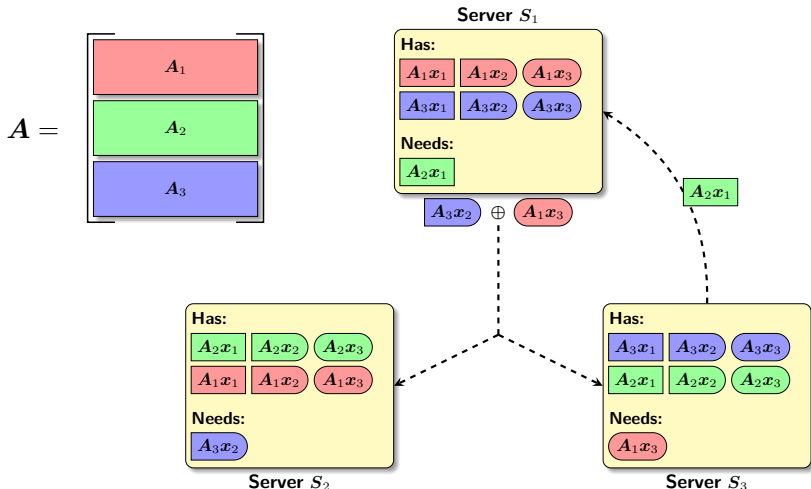 A =
A₁
A₂
A₃
Server S₁
Has:
A₁x₁ A₁x₂ A₁x₃
A₃x₁ A₃x₂ A₃x₃
Needs:
A₂x₁
A₃x₂ ⊕ A₁x₃
A₂x₁
Has:
A₂x₁ A₂x₂ A₂x₃
A₁x₁ A₁x₂ A₁x₃
Needs:
A₃x₂
Server S₂
Has:
A₃x₁ A₃x₂ A₃x₃
A₂x₁ A₂x₂ A₂x₃
Needs:
A₁x₃
Server S₃